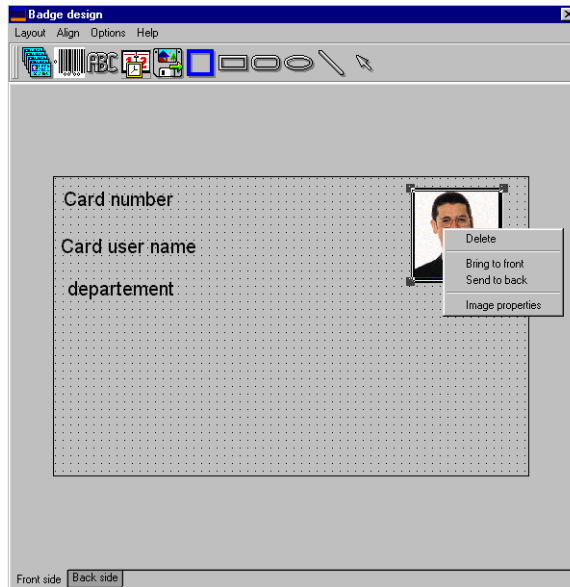 Badge design
Layout Align Options Help
ABC
Card number
Card user name
departement
Delete
Bring to front
Send to back
Image properties
Front side Back side